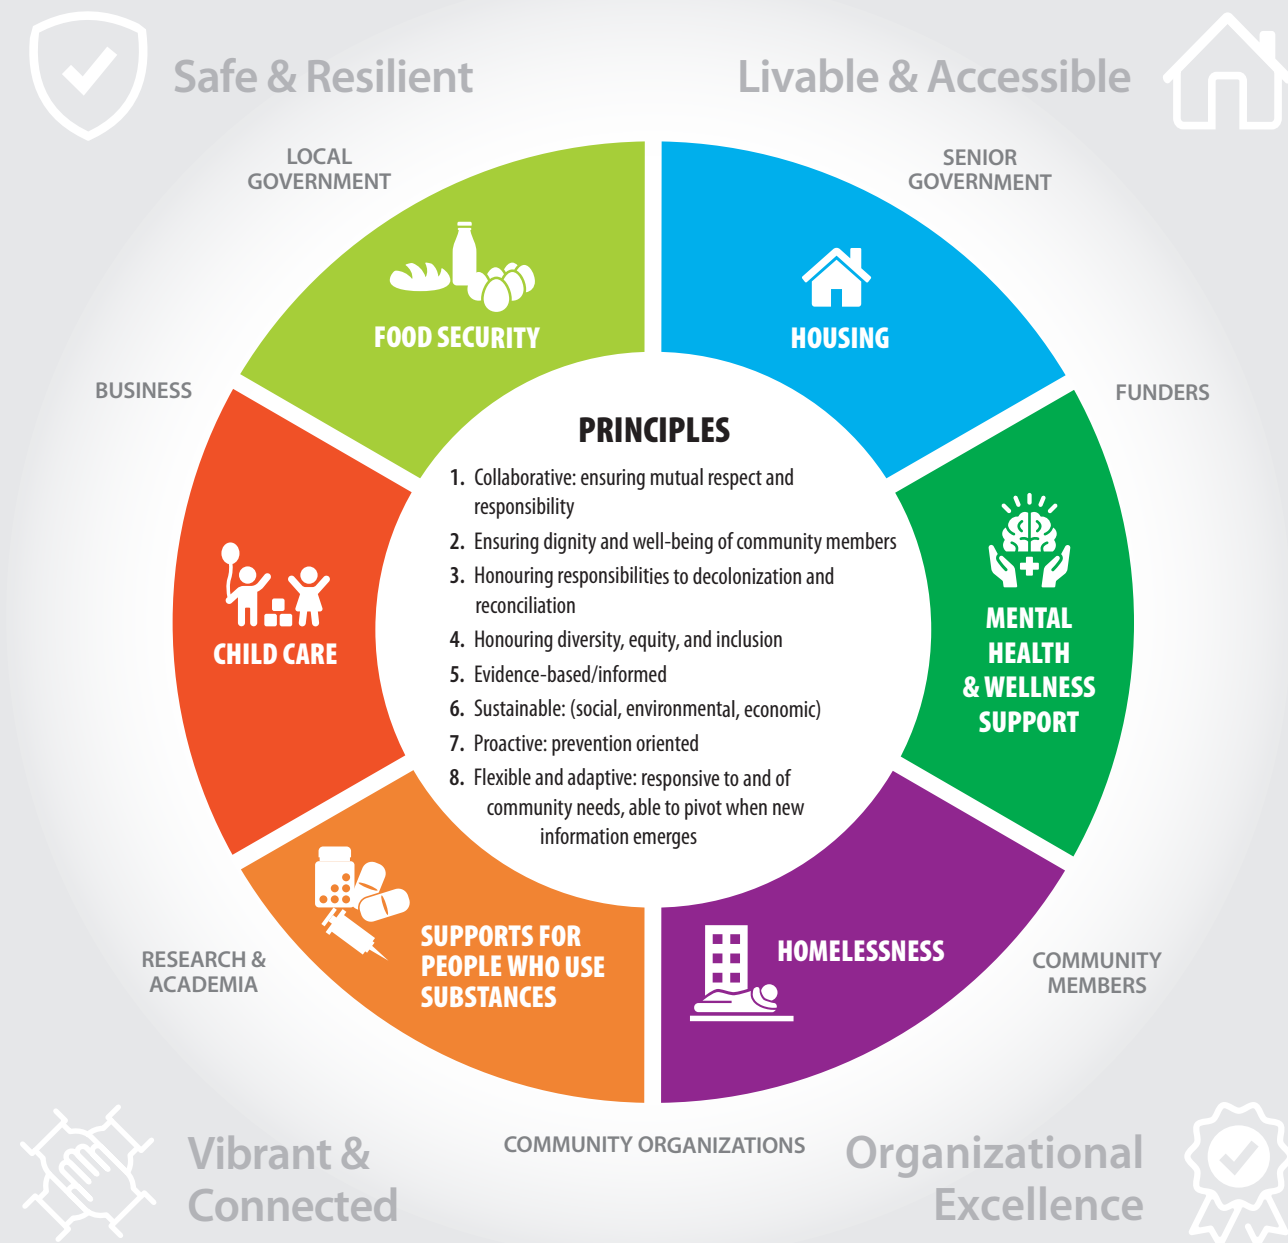 Safe & Resilient
Livable & Accessible
LOCAL
GOVERNMENT
SENIOR
GOVERNMENT
FOOD SECURITY
HOUSING
BUSINESS
FUNDERS
PRINCIPLES
1. Collaborative: ensuring mutual respect and
responsibility
2. Ensuring dignity and well-being of community members
3. Honouring responsibilities to decolonization and
reconciliation
4. Honouring diversity, equity, and inclusion
5. Evidence-based/informed
6. Sustainable: (social, environmental, economic)
7. Proactive: prevention oriented
8. Flexible and adaptive: responsive to and of
community needs, able to pivot when new
information emerges
CHILD CARE
MENTAL
HEALTH
& WELLNESS
SUPPORT
SUPPORTS FOR
PEOPLE WHO USE
SUBSTANCES
HOMELESSNESS
RESEARCH &
ACADEMIA
COMMUNITY
MEMBERS
COMMUNITY ORGANIZATIONS
Vibrant &
Connected
Organizational
Excellence